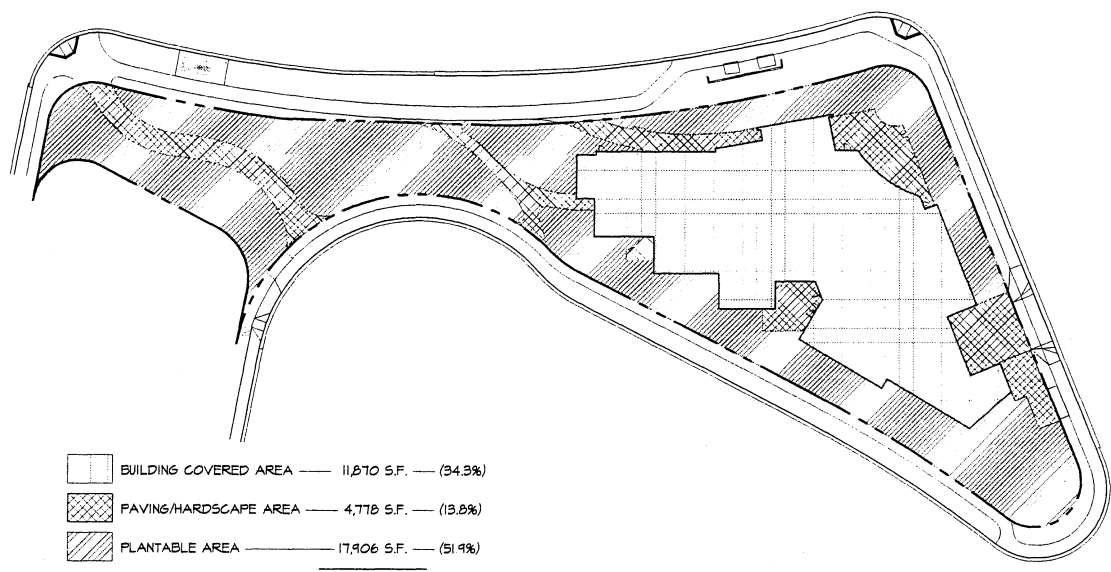 BUILDING COVERED AREA — 11,870 S.F. — (34.3%)
PAVING/HARDSCAPE AREA — 4,778 S.F. — (13.8%)
PLANTABLE AREA — 17,906 S.F. — (51.9%)